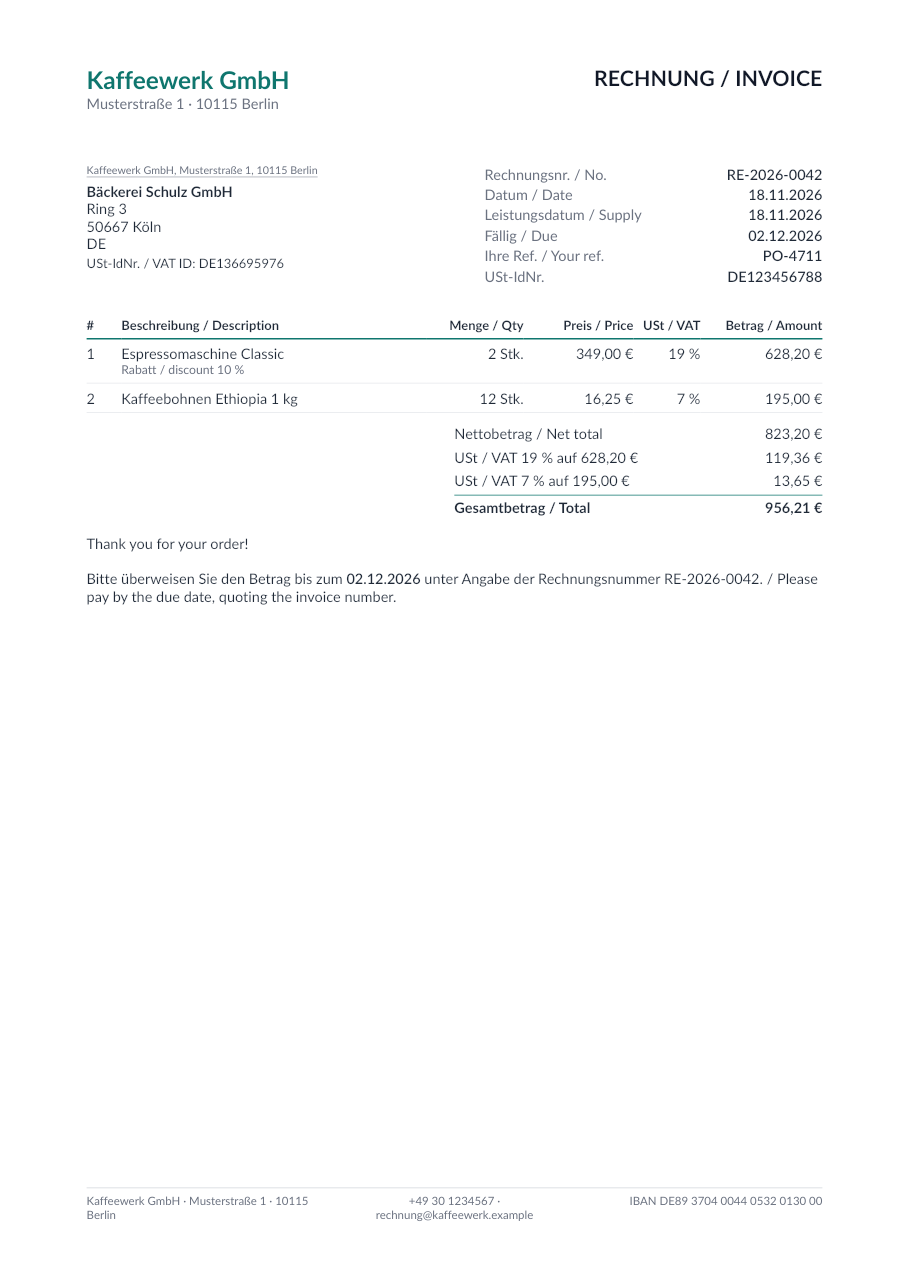 Kaffeewerk GmbH
Musterstraße 1 · 10115 Berlin
RECHNUNG / INVOICE
Kaffeewerk GmbH, Musterstraße 1, 10115 Berlin
Bäckerei Schulz GmbH
Ring 3
50667 Köln
DE
USt-IdNr. / VAT ID: DE136695976
Rechnungsnr. / No. RE-2026-0042
Datum / Date 18.11.2026
Leistungsdatum / Supply 18.11.2026
Fällig / Due 02.12.2026
Ihre Ref. / Your ref. PO-4711
USt-IdNr. DE123456788
# Beschreibung / Description Menge / Qty Preis / Price USt / VAT Betrag / Amount
1 Espressomaschine Classic 2 Stk. 349,00 € 19 % 628,20 €
Rabatt / discount 10 %
2 Kaffeebohnen Ethiopia 1 kg 12 Stk. 16,25 € 7 % 195,00 €
Nettobetrag / Net total 823,20 €
USt / VAT 19 % auf 628,20 € 119,36 €
USt / VAT 7 % auf 195,00 € 13,65 €
Gesamtbetrag / Total 956,21 €
Thank you for your order!
Bitte überweisen Sie den Betrag bis zum 02.12.2026 unter Angabe der Rechnungsnummer RE-2026-0042. / Please
pay by the due date, quoting the invoice number.
Kaffeewerk GmbH · Musterstraße 1 · 10115
Berlin
+49 30 1234567 ·
rechnung@kaffeewerk.example
IBAN DE89 3704 0044 0532 0130 00